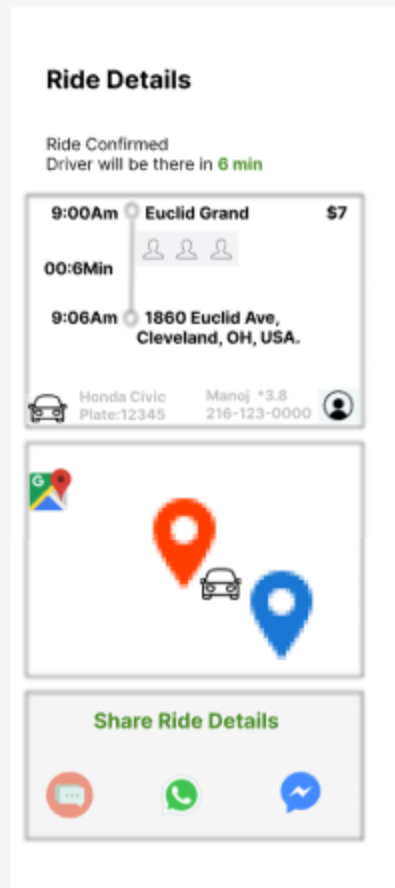 Ride Details
Ride Confirmed
Driver will be there in 6 min
9:00Am Euclid Grand $7
00:6Min
9:06Am 1860 Euclid Ave,
Cleveland, OH, USA.
Honda Civic Manoj *3.8
Plate:12345 216-123-0000
G
Share Ride Details